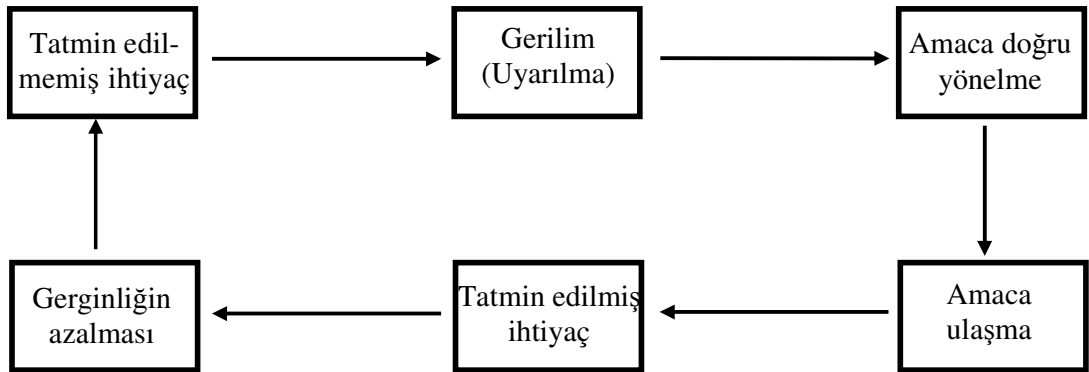 Tatmin edil-
memiş ihtiyaç
Gerilim
(Uyarılma)
Amaca doğru
yönelme
Gerginliğin
azalması
Tatmin edilmiş
ihtiyaç
Amaca
ulaşma